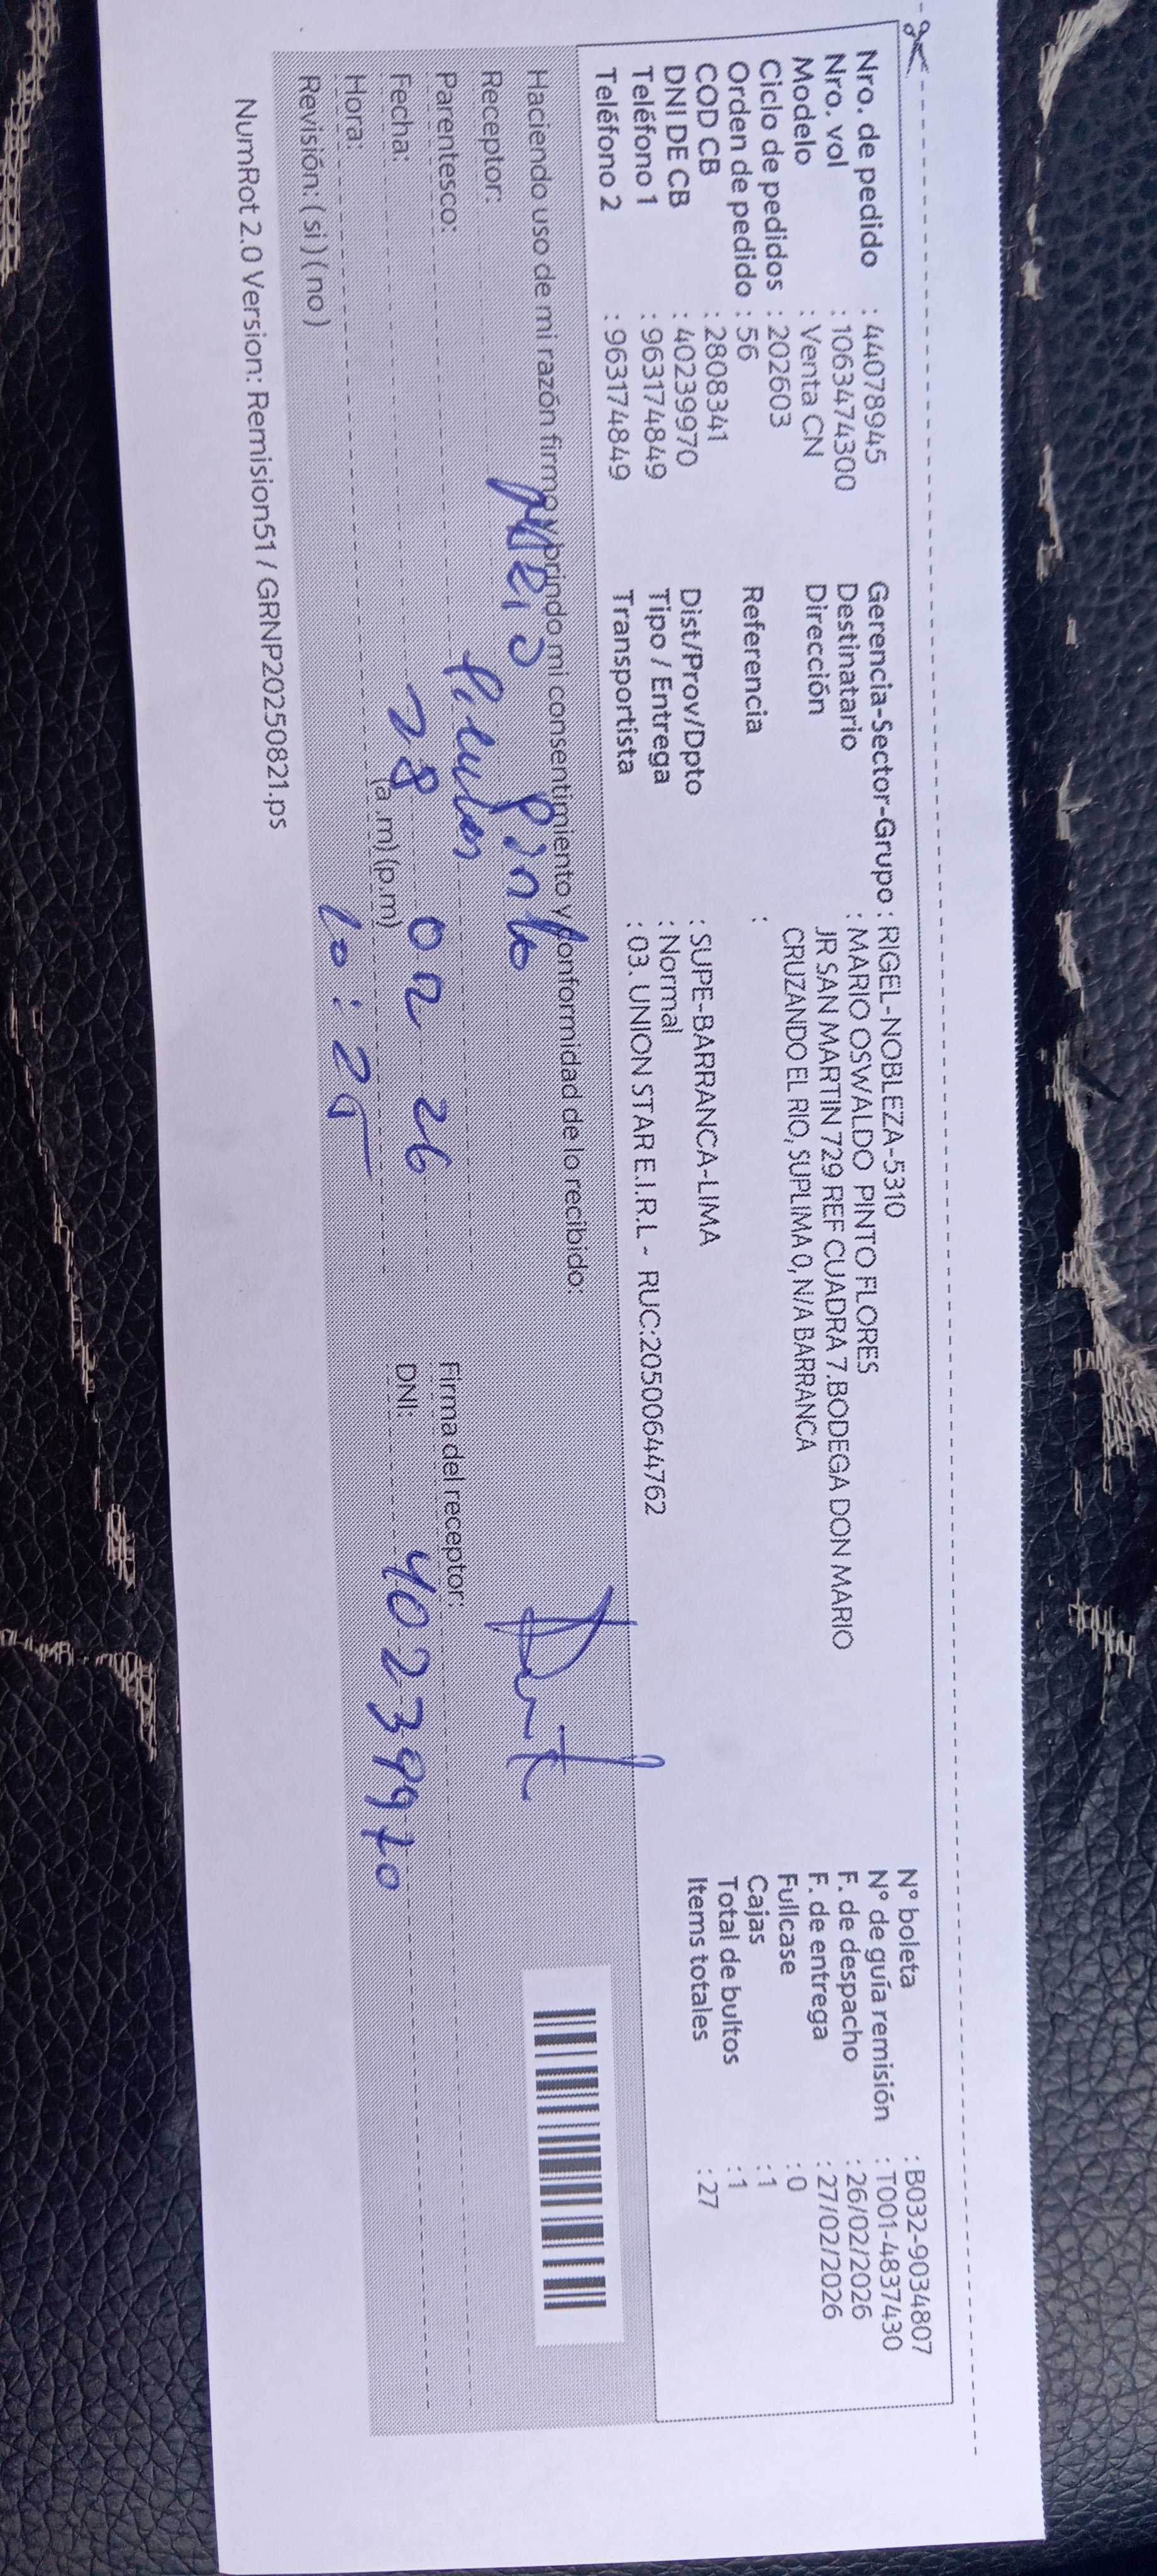 Nro. de pedido : 44078945
Nro. vol : 1063474300
Modelo : Venta CN
Ciclo de pedidos : 202603
Orden de pedido : 56
COD CB : 2808341
DNI DE CB : 40239970
Teléfono 1 : 963174849
Teléfono 2 : 963174849
Gerencia-Sector-Grupo : RIGEL-NOBLEZA-5310
Destinatario : MARIO OSWALDO PINTO FLORES
Dirección JR SAN MARTIN 729 REF CUADRA 7.BODEGA DON MARIO
CRUZANDO EL RIO, SUPLIMA 0, N/A BARRANCA
Referencia :
Dist/Prov/Dpto : SUPE-BARRANCA-LIMA
Tipo / Entrega : Normal
Transportista : 03. UNION STAR E.I.R.L - RUC:20500644762
N° boleta : B032-9034807
N° de guía remisión : T001-4837430
F. de despacho : 26/02/2026
F. de entrega : 27/02/2026
Fullcase : 0
Cajas : 1
Total de bultos : 1
Items totales : 27
Haciendo uso de mi razón firmo y brindo mi consentimiento y conformidad de lo recibido:
Receptor: Mario Pinto
Parentesco: Titular
Fecha: 28 02 26
Hora: (a .m) (p.m) 10:25
Revisión: ( si ) ( no )
Firma del receptor:
DNI: 40239970
NumRot 2.0 Version: Remision51 / GRNP20250821.ps